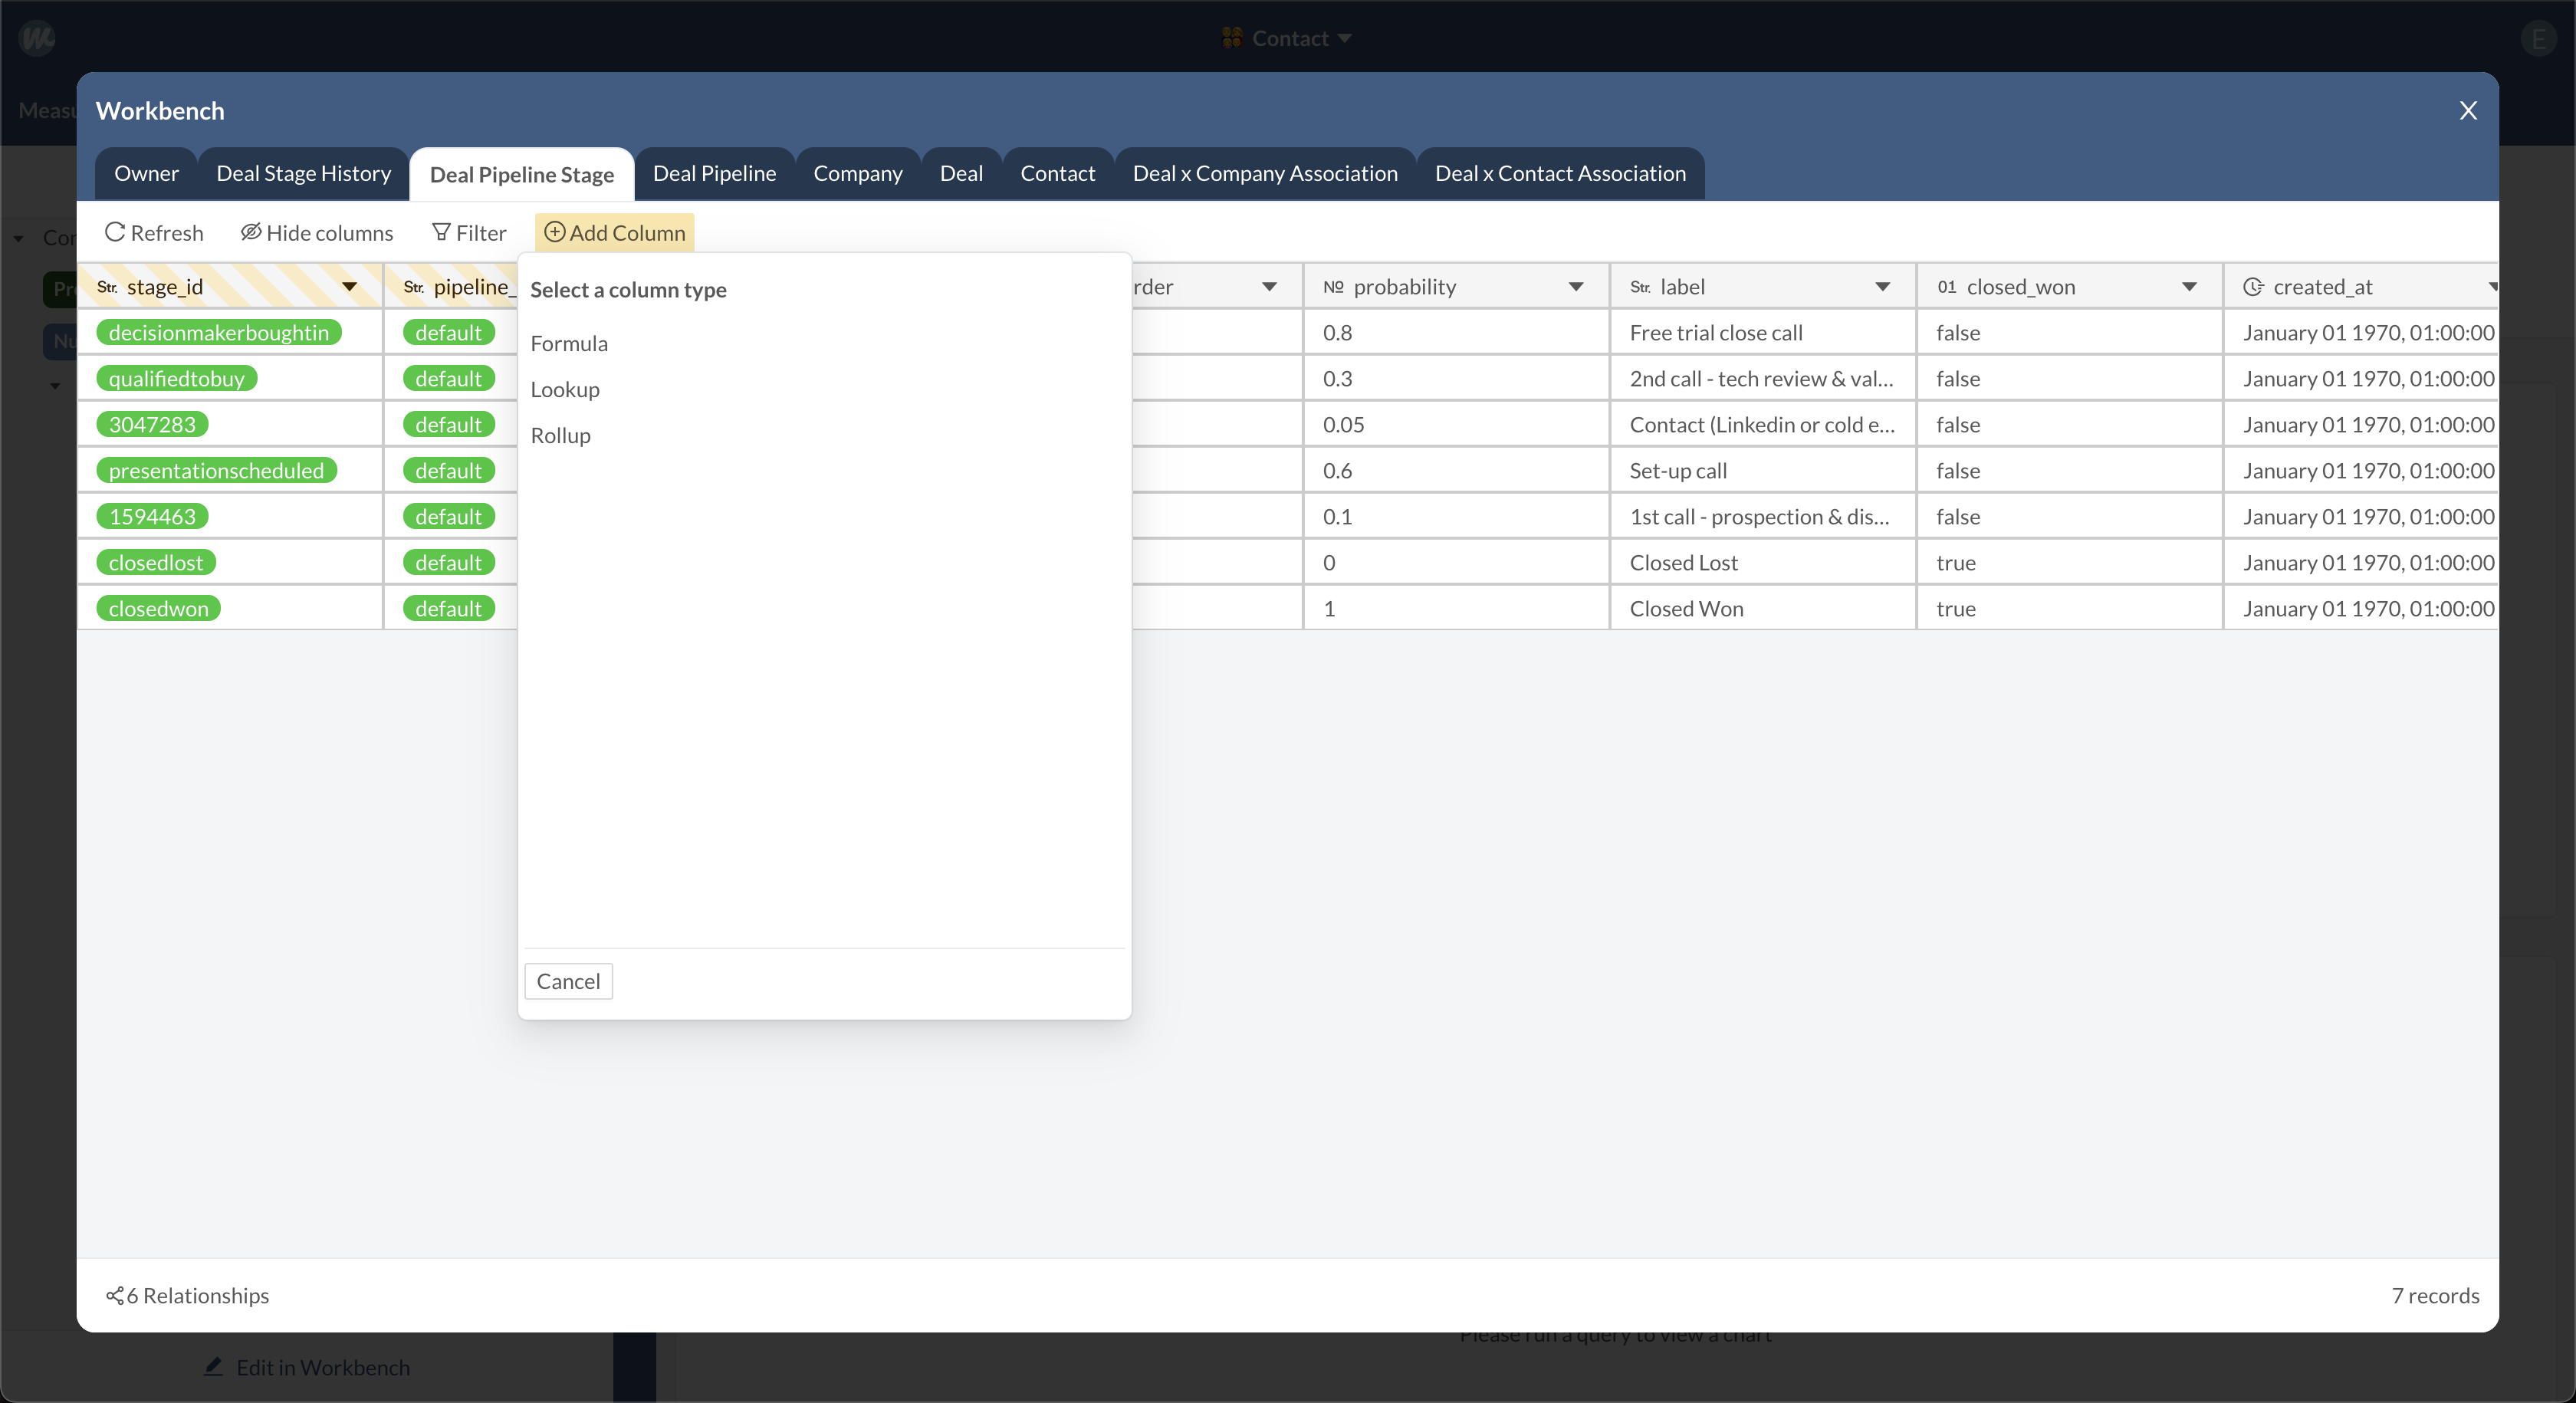 Contact
E
Measu
Workbench
X
Owner Deal Stage History Deal Pipeline Stage Deal Pipeline Company Deal Contact Deal x Company Association Deal x Contact Association
Refresh Hide columns Filter Add Column
Cor
Str. stage_id Str. pipeline_ rder № probability Str. label 01 closed_won created_at
Select a column type
Formula
Lookup
Rollup
Cancel
Pr
Nu
decisionmakerboughtin default 0.8 Free trial close call false January 01 1970, 01:00:00
qualifiedtobuy default 0.3 2nd call - tech review & val... false January 01 1970, 01:00:00
3047283 default 0.05 Contact (Linkedin or cold e... false January 01 1970, 01:00:00
presentationscheduled default 0.6 Set-up call false January 01 1970, 01:00:00
1594463 default 0.1 1st call - prospection & dis... false January 01 1970, 01:00:00
closedlost default 0 Closed Lost true January 01 1970, 01:00:00
closedwon default 1 Closed Won true January 01 1970, 01:00:00
6 Relationships 7 records
Please run a query to view a chart
Edit in Workbench